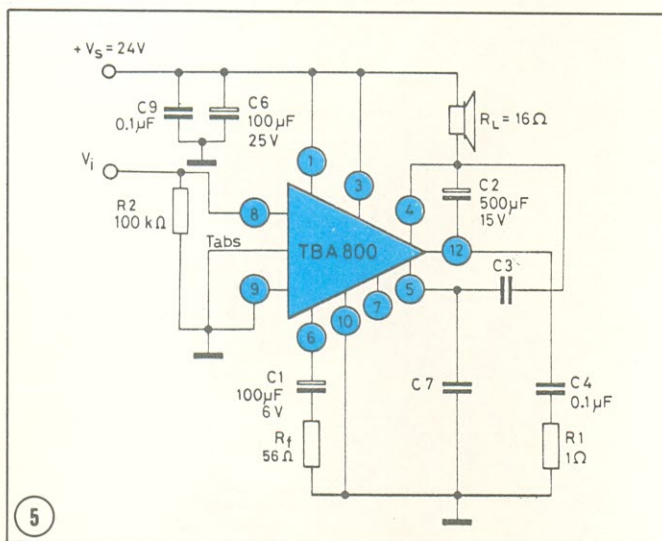 + Vs = 24V
C9
0.1µF
C6
100µF
25V
RL = 16Ω
Vi
1
3
4
C2
500µF
15V
R2
100 kΩ
8
Tabs
TBA800
12
9
5
C3
7
10
6
C1
100µF
6V
C7
C4
0.1µF
Rf
56Ω
R1
1Ω
5